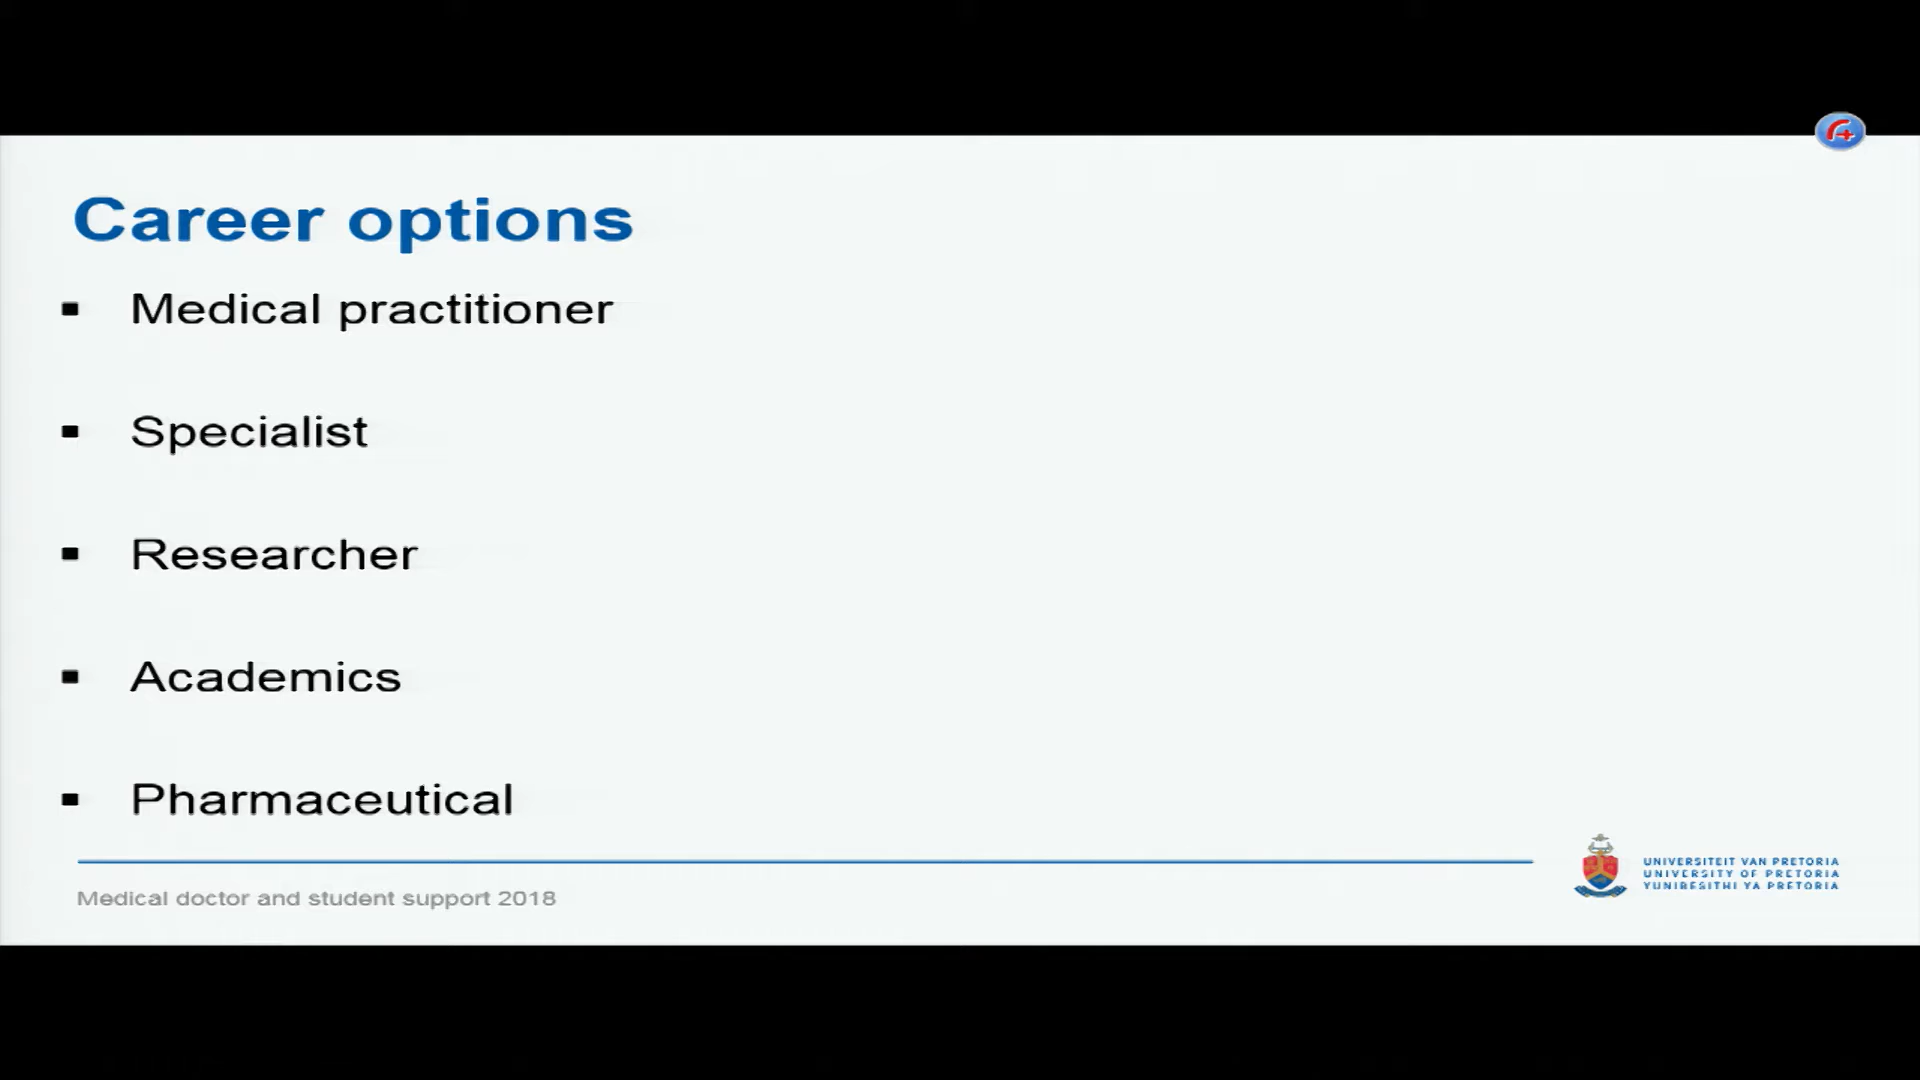 Career options
Medical practitioner
Specialist
Researcher
Academics
Pharmaceutical
Medical doctor and student support 2018
UNIVERSITEIT VAN PRETORIA
UNIVERSITY OF PRETORIA
YUNIBESITHI YA PRETORIA